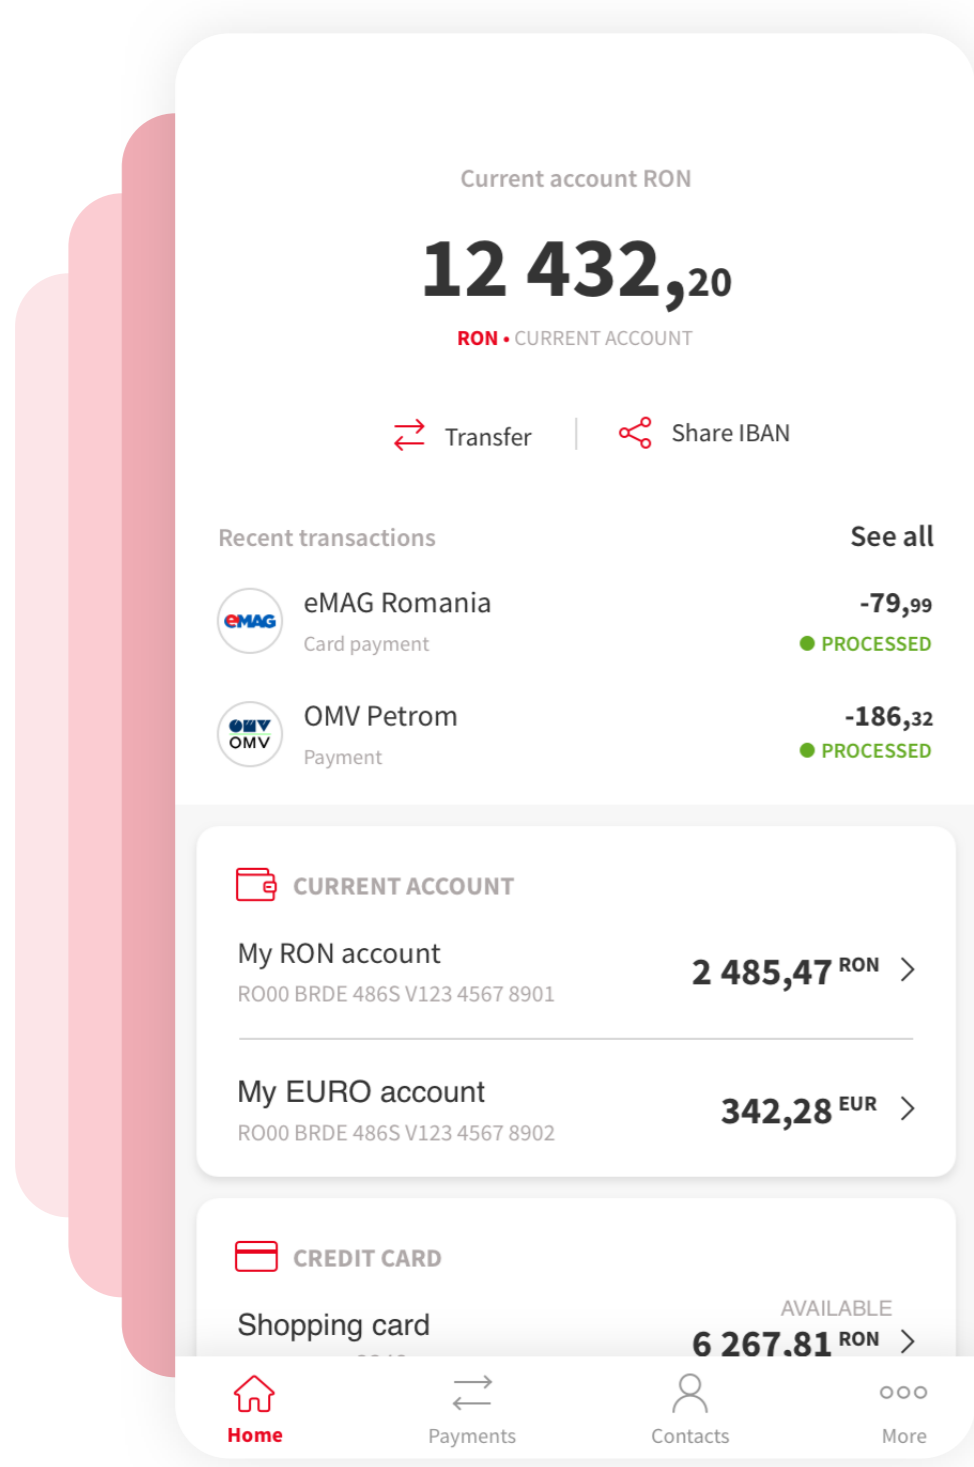 Current account RON
12 432,20
RON • CURRENT ACCOUNT
Transfer
Share IBAN
Recent transactions
See all
eMAG
eMAG Romania
-79,99
Card payment
PROCESSED
OMV
OMV
OMV Petrom
-186,32
Payment
PROCESSED
CURRENT ACCOUNT
My RON account
2 485,47 RON
RO00 BRDE 486S V123 4567 8901
My EURO account
342,28 EUR
RO00 BRDE 486S V123 4567 8902
CREDIT CARD
AVAILABLE
Shopping card
6 267,81 RON
Home
Payments
Contacts
More